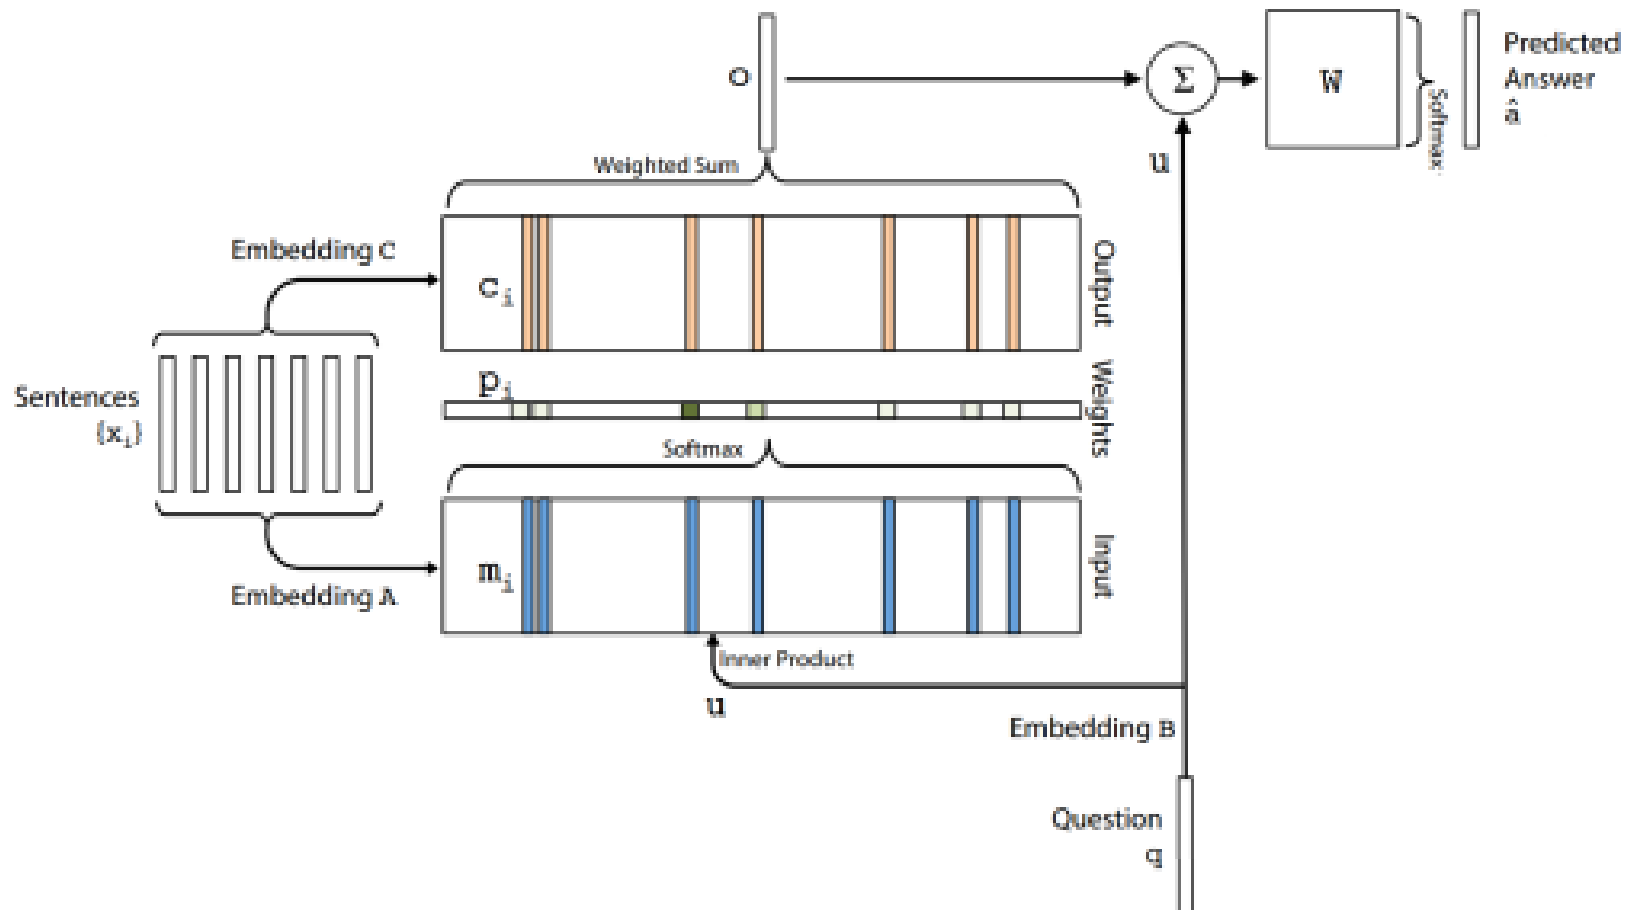 o
Σ
W
Softmax
Predicted
Answer
â
u
Weighted Sum
Embedding C
c_i
Output
Sentences
{x_i}
p_i
Weights
Softmax
m_i
Input
Embedding A
Inner Product
u
Embedding B
Question
q